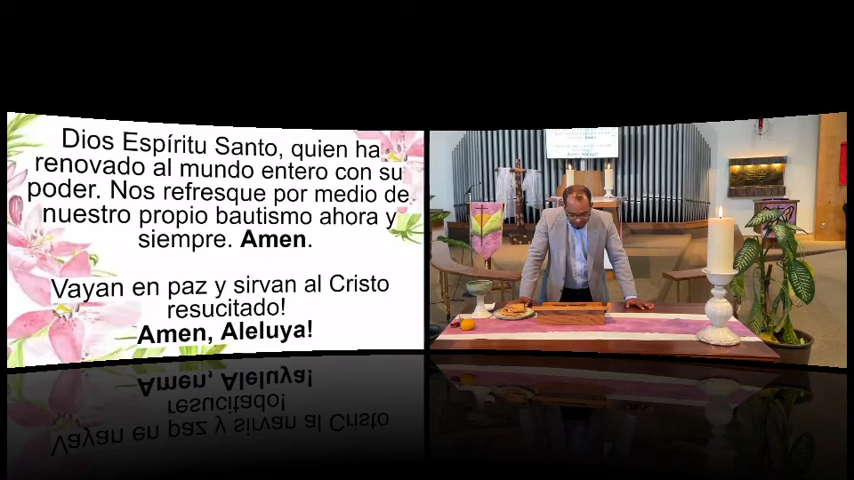 Dios Espíritu Santo, quien ha
renovado al mundo entero con su
poder. Nos refresque por medio de
nuestro propio bautismo ahora y
siempre. Amen.
Vayan en paz y sirvan al Cristo
resucitado!
Amen, Aleluya!